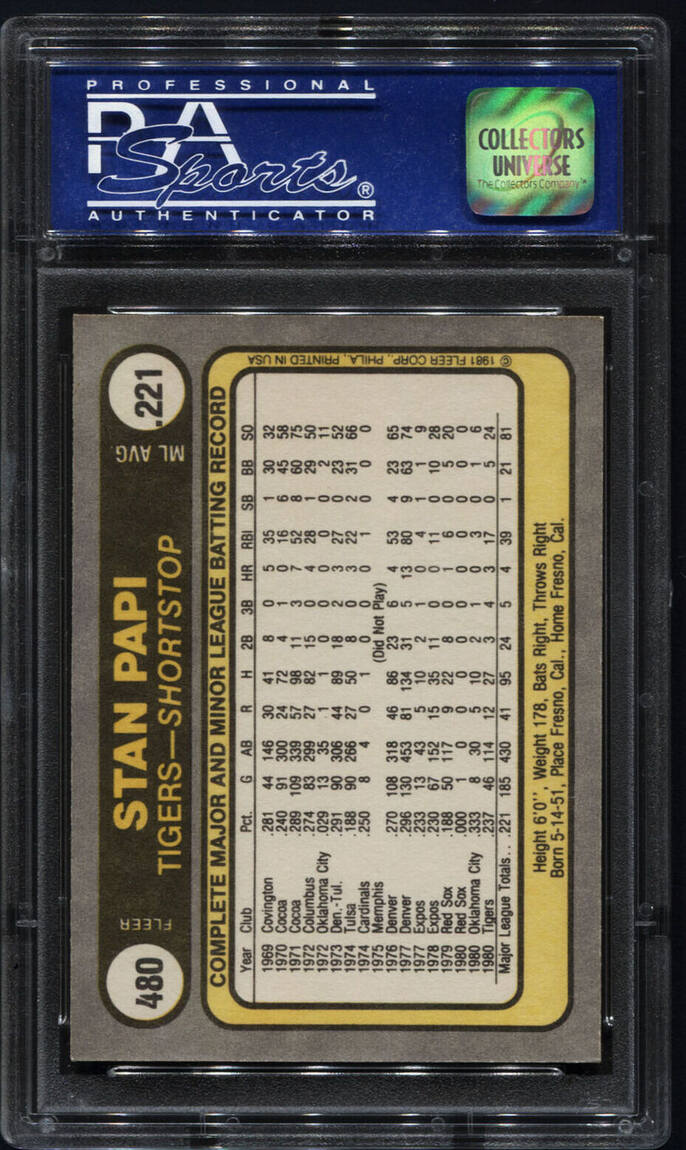 PROFESSIONAL
PSA
Sports®
AUTHENTICATOR
COLLECTORS
UNIVERSE
The Collectors Company™
480
FLEER
STAN PAPI
TIGERS—SHORTSTOP
ML AVG.
.221
COMPLETE MAJOR AND MINOR LEAGUE BATTING RECORD
Year Club Pct. G AB R H 2B 3B HR RBI SB BB SO
1969 Covington .281 44 146 30 41 8 0 5 35 1 30 32
1970 Cocoa .240 91 300 24 72 4 1 0 16 6 45 58
1971 Cocoa .289 109 339 57 98 11 3 7 52 8 60 75
1972 Columbus .274 83 299 27 82 15 0 4 28 1 29 50
1972 Oklahoma City .029 13 35 1 1 1 0 0 0 0 2 11
1973 Den.-Tul. .291 90 306 44 89 18 2 3 27 0 23 52
1974 Tulsa .188 90 266 27 50 8 0 3 22 2 31 66
1974 Cardinals .250 8 4 0 1 0 0 0 1 0 0 0
1975 Memphis (Did Not Play)
1976 Denver .270 108 318 46 86 23 6 4 53 4 23 65
1977 Denver .296 130 453 81 134 31 5 13 80 9 63 74
1977 Expos .233 13 43 5 10 2 1 0 4 1 1 9
1978 Expos .230 67 152 15 35 11 0 0 11 0 10 28
1979 Red Sox .188 50 117 9 22 8 0 1 6 0 5 20
1980 Red Sox .000 1 0 0 0 0 0 0 0 0 0 0
1980 Oklahoma City .333 8 30 5 10 2 1 0 3 0 1 6
1980 Tigers .237 46 114 12 27 3 4 3 17 0 5 24
Major League Totals.. .221 185 430 41 95 24 5 4 39 1 21 81
Height 6'0'', Weight 178, Bats Right, Throws Right
Born 5-14-51, Place Fresno, Cal., Home Fresno, Cal.
© 1981 FLEER CORP., PHILA., PRINTED IN USA